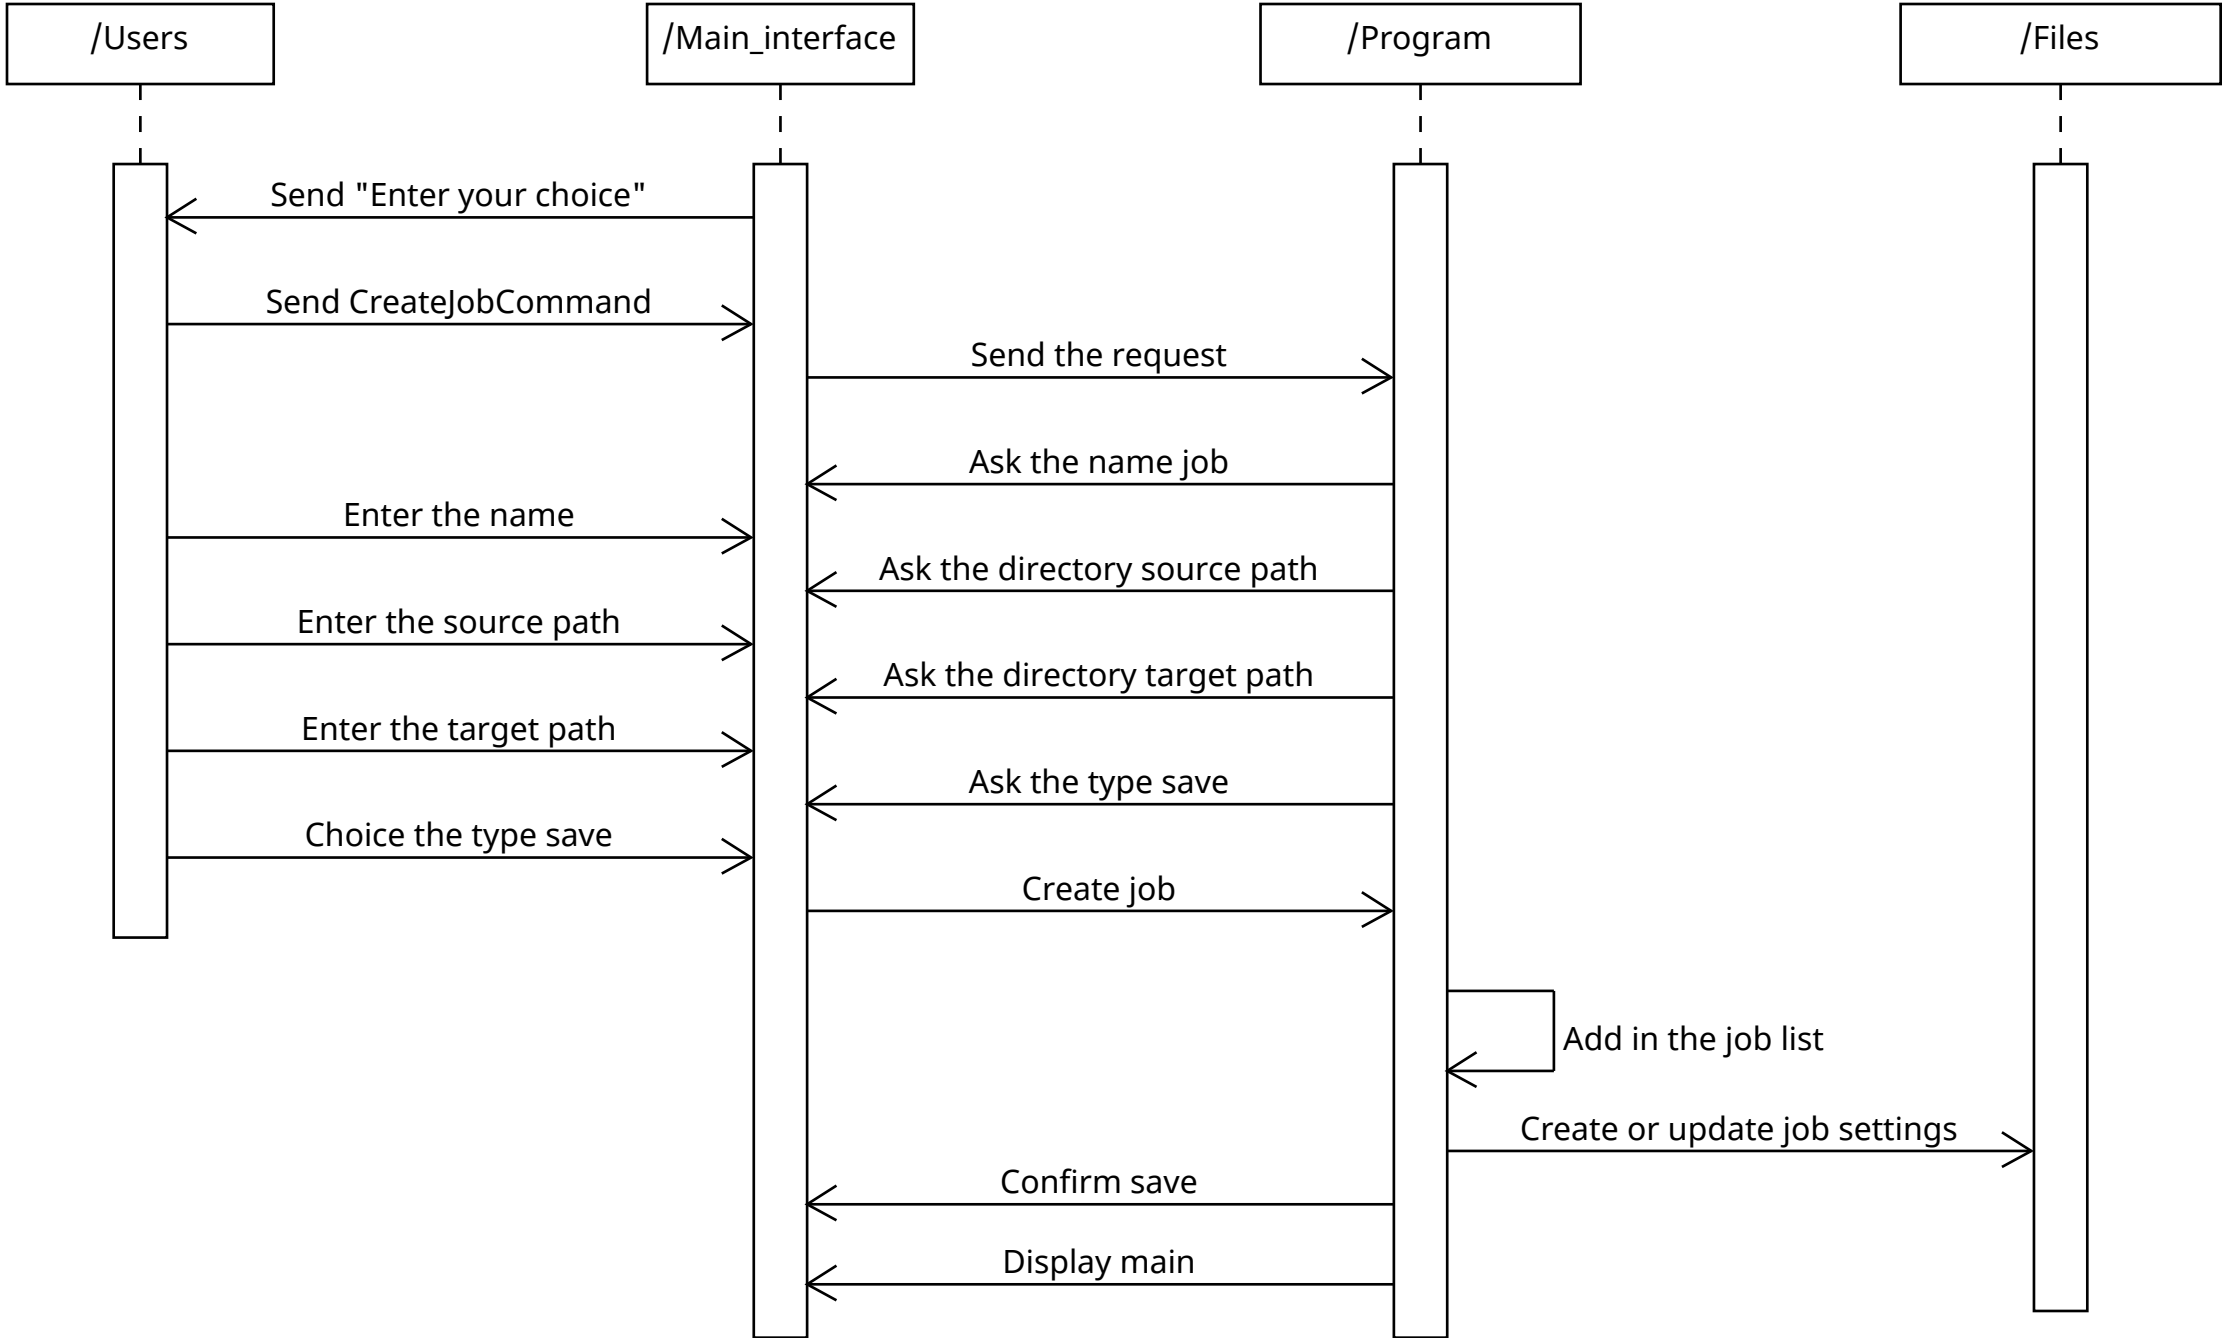 /Users
/Main_interface
/Program
/Files
Send "Enter your choice"
Send CreateJobCommand
Send the request
Ask the name job
Enter the name
Ask the directory source path
Enter the source path
Ask the directory target path
Enter the target path
Ask the type save
Choice the type save
Create job
Add in the job list
Create or update job settings
Confirm save
Display main